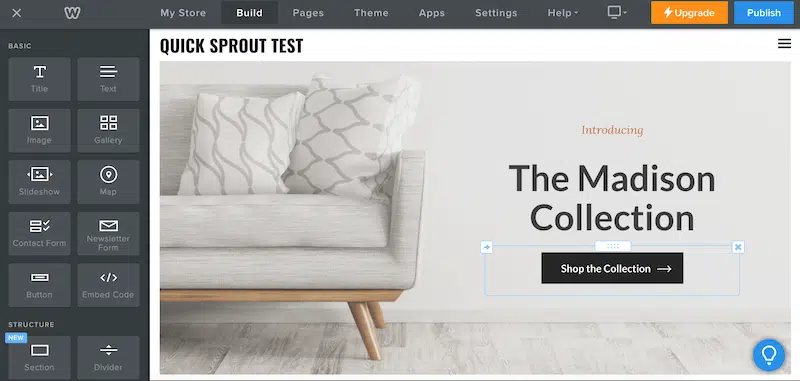 My Store Build Pages Theme Apps Settings Help Upgrade Publish
BASIC
Title Text
Image Gallery
Slideshow Map
Contact Form Newsletter Form
Button Embed Code
STRUCTURE
NEW
Section Divider
QUICK SPROUT TEST
Introducing
The Madison
Collection
Shop the Collection